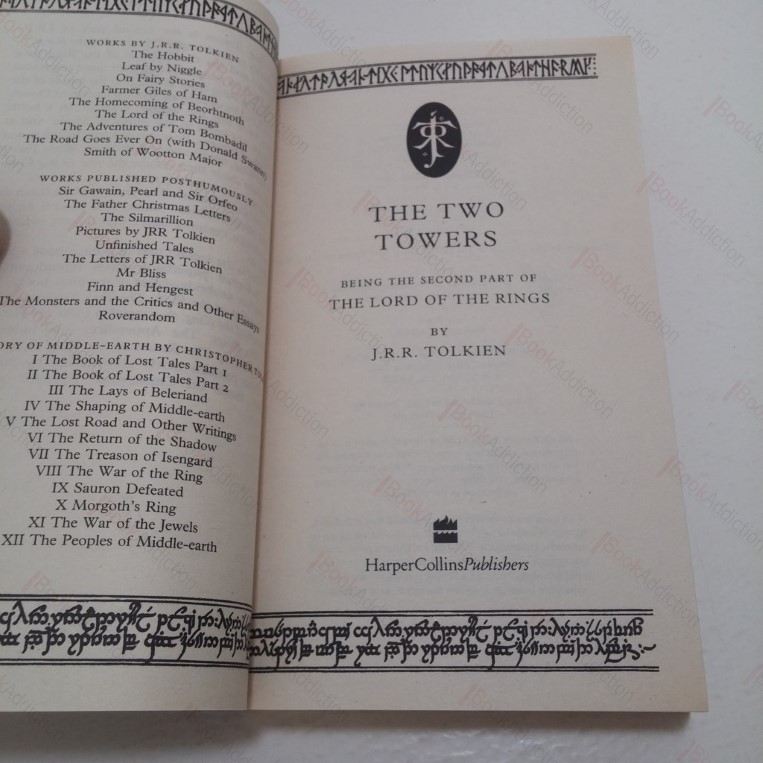 WORKS BY J.R.R. TOLKIEN
The Hobbit
Leaf by Niggle
On Fairy Stories
Farmer Giles of Ham
The Homecoming of Beorhtnoth
The Lord of the Rings
The Adventures of Tom Bombadil
The Road Goes Ever On (with Donald Swann)
Smith of Wootton Major
WORKS PUBLISHED POSTHUMOUSLY
Sir Gawain, Pearl and Sir Orfeo
The Father Christmas Letters
The Silmarillion
Pictures by JRR Tolkien
Unfinished Tales
The Letters of JRR Tolkien
Mr Bliss
Finn and Hengest
The Monsters and the Critics and Other Essays
Roverandom
ORY OF MIDDLE-EARTH BY CHRISTOPHER
I The Book of Lost Tales Part 1
II The Book of Lost Tales Part 2
III The Lays of Beleriand
IV The Shaping of Middle-earth
V The Lost Road and Other Writings
VI The Return of the Shadow
VII The Treason of Isengard
VIII The War of the Ring
IX Sauron Defeated
X Morgoth's Ring
XI The War of the Jewels
XII The Peoples of Middle-earth
THE TWO
TOWERS
BEING THE SECOND PART OF
THE LORD OF THE RINGS
BY
J.R.R. TOLKIEN
HarperCollinsPublishers
BookAddiction